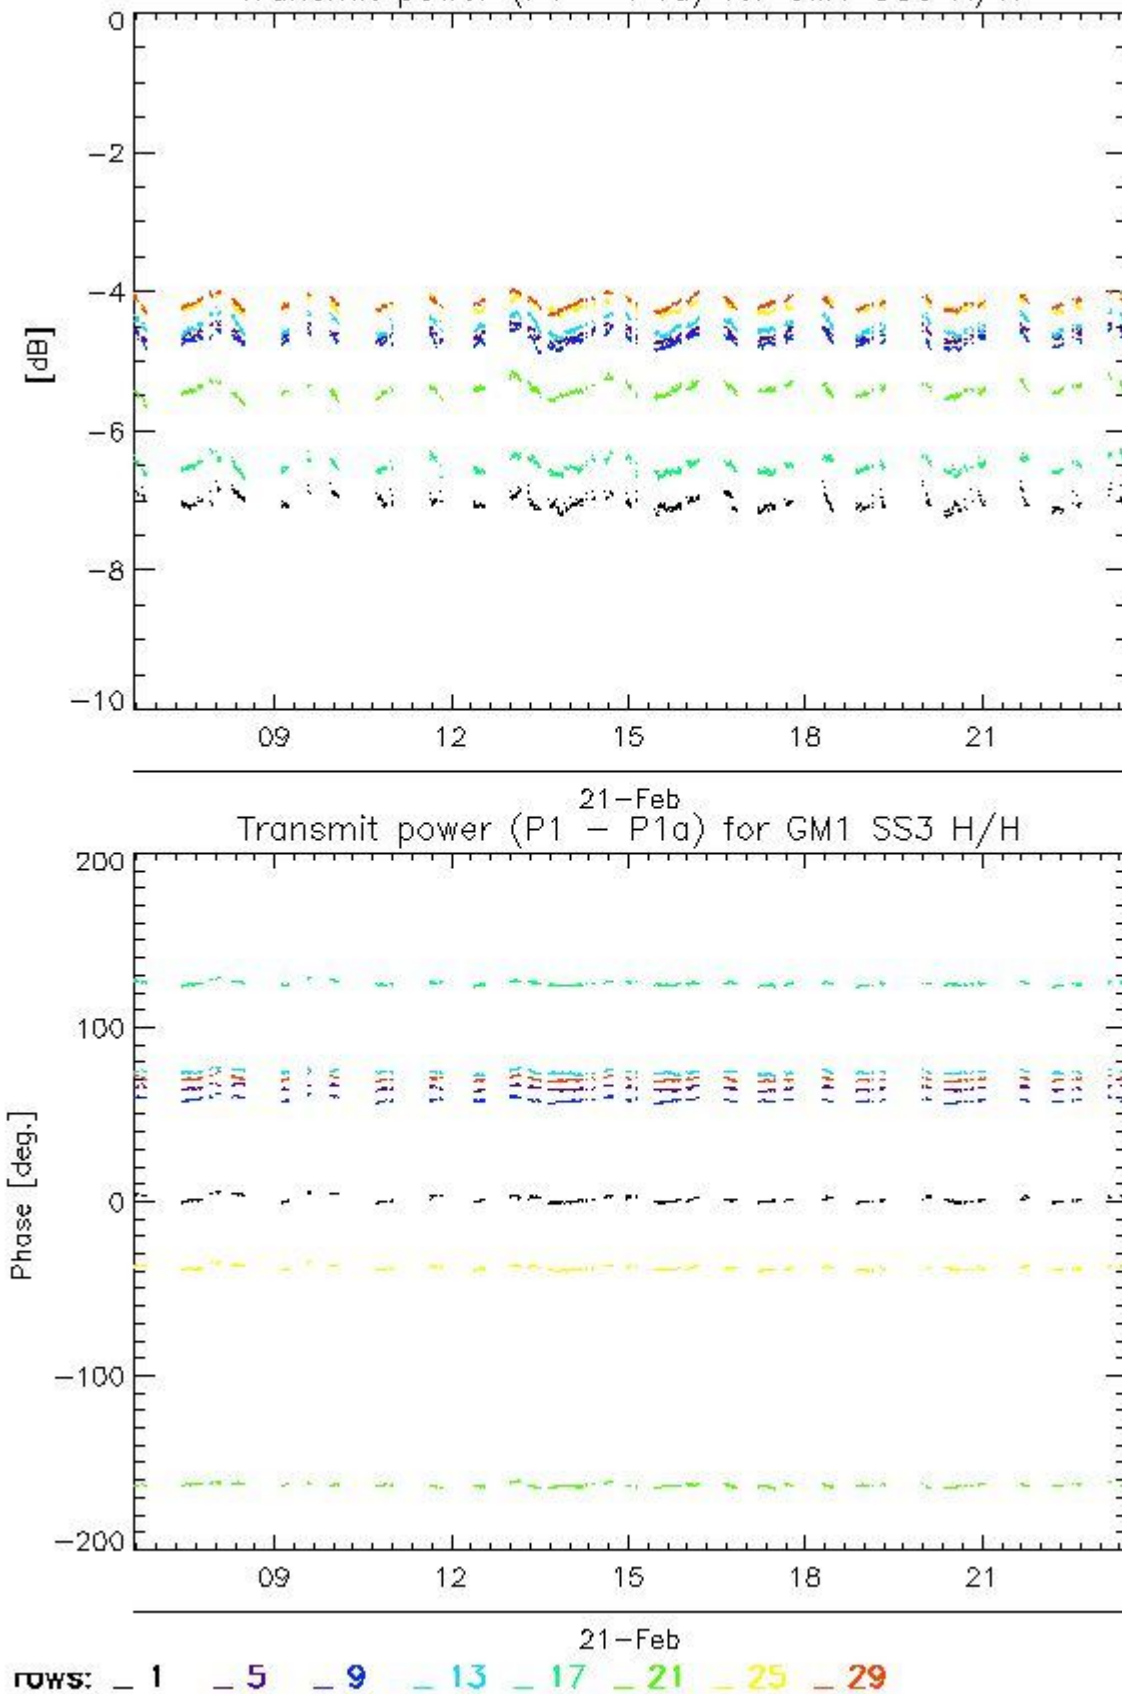 0
-2
-4
[dB]
-6
-8
-10
09 12 15 18 21
21-Feb
Transmit power (P1 - P1a) for GM1 SS3 H/H
200
100
Phase [deg.]
0
-100
-200
09 12 15 18 21
21-Feb
rows: _ 1 _ 5 _ 9 _ 13 _ 17 _ 21 _ 25 _ 29